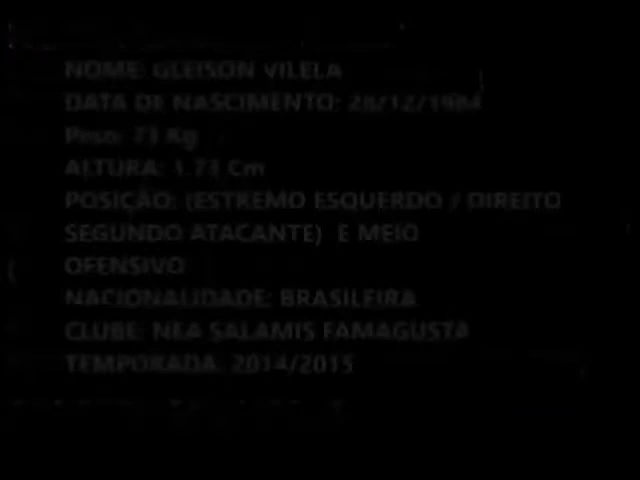 NOME: GLEISON VILELA
DATA DE NASCIMENTO: 28/12/1984
Peso: 73 Kg
ALTURA: 1.73 Cm
POSIÇÃO: (ESTREMO ESQUERDO / DIREITO
SEGUNDO ATACANTE) E MEIO
OFENSIVO
NACIONALIDADE: BRASILEIRA
CLUBE: NEA SALAMIS FAMAGUSTA
TEMPORADA: 2014/2015